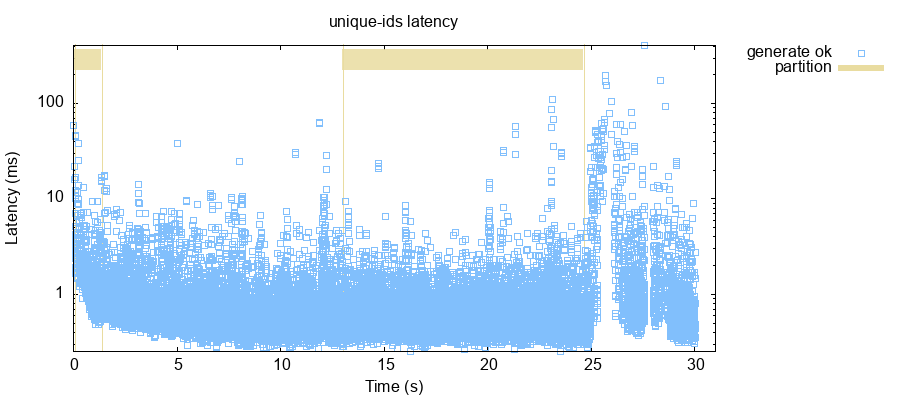 unique-ids latency
generate ok
partition
100
10
1
Latency (ms)
0 5 10 15 20 25 30
Time (s)